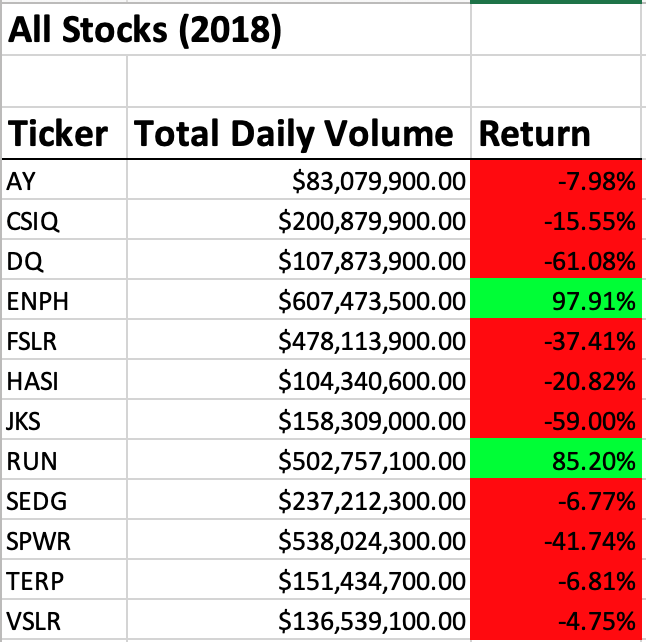 All Stocks (2018)
Ticker Total Daily Volume Return
AY $83,079,900.00 -7.98%
CSIQ $200,879,900.00 -15.55%
DQ $107,873,900.00 -61.08%
ENPH $607,473,500.00 97.91%
FSLR $478,113,900.00 -37.41%
HASI $104,340,600.00 -20.82%
JKS $158,309,000.00 -59.00%
RUN $502,757,100.00 85.20%
SEDG $237,212,300.00 -6.77%
SPWR $538,024,300.00 -41.74%
TERP $151,434,700.00 -6.81%
VSLR $136,539,100.00 -4.75%